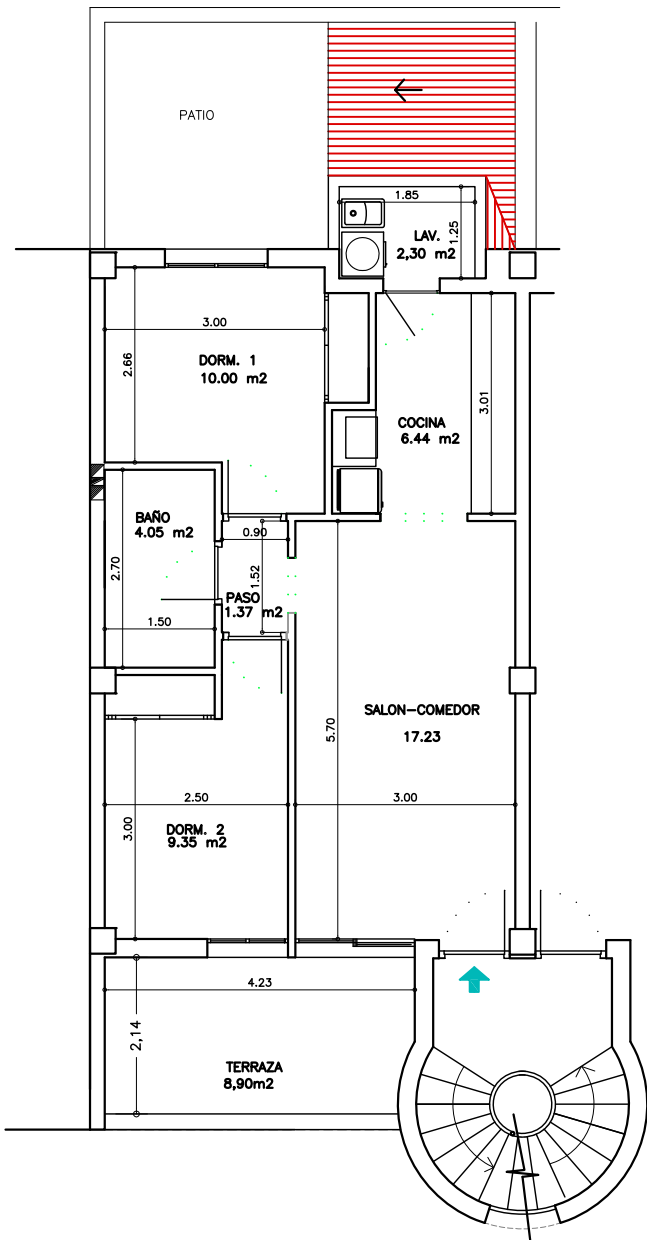 PATIO
1.85
1.25
LAV.
2,30 m2
3.00
2.66
DORM. 1
10.00 m2
3.01
COCINA
6.44 m2
BAÑO
4.05 m2
0.90
2.70
1.52
PASO
1.37 m2
1.50
SALON-COMEDOR
17.23
5.70
2.50
3.00
3.00
DORM. 2
9.35 m2
4.23
2,14
TERRAZA
8,90m2